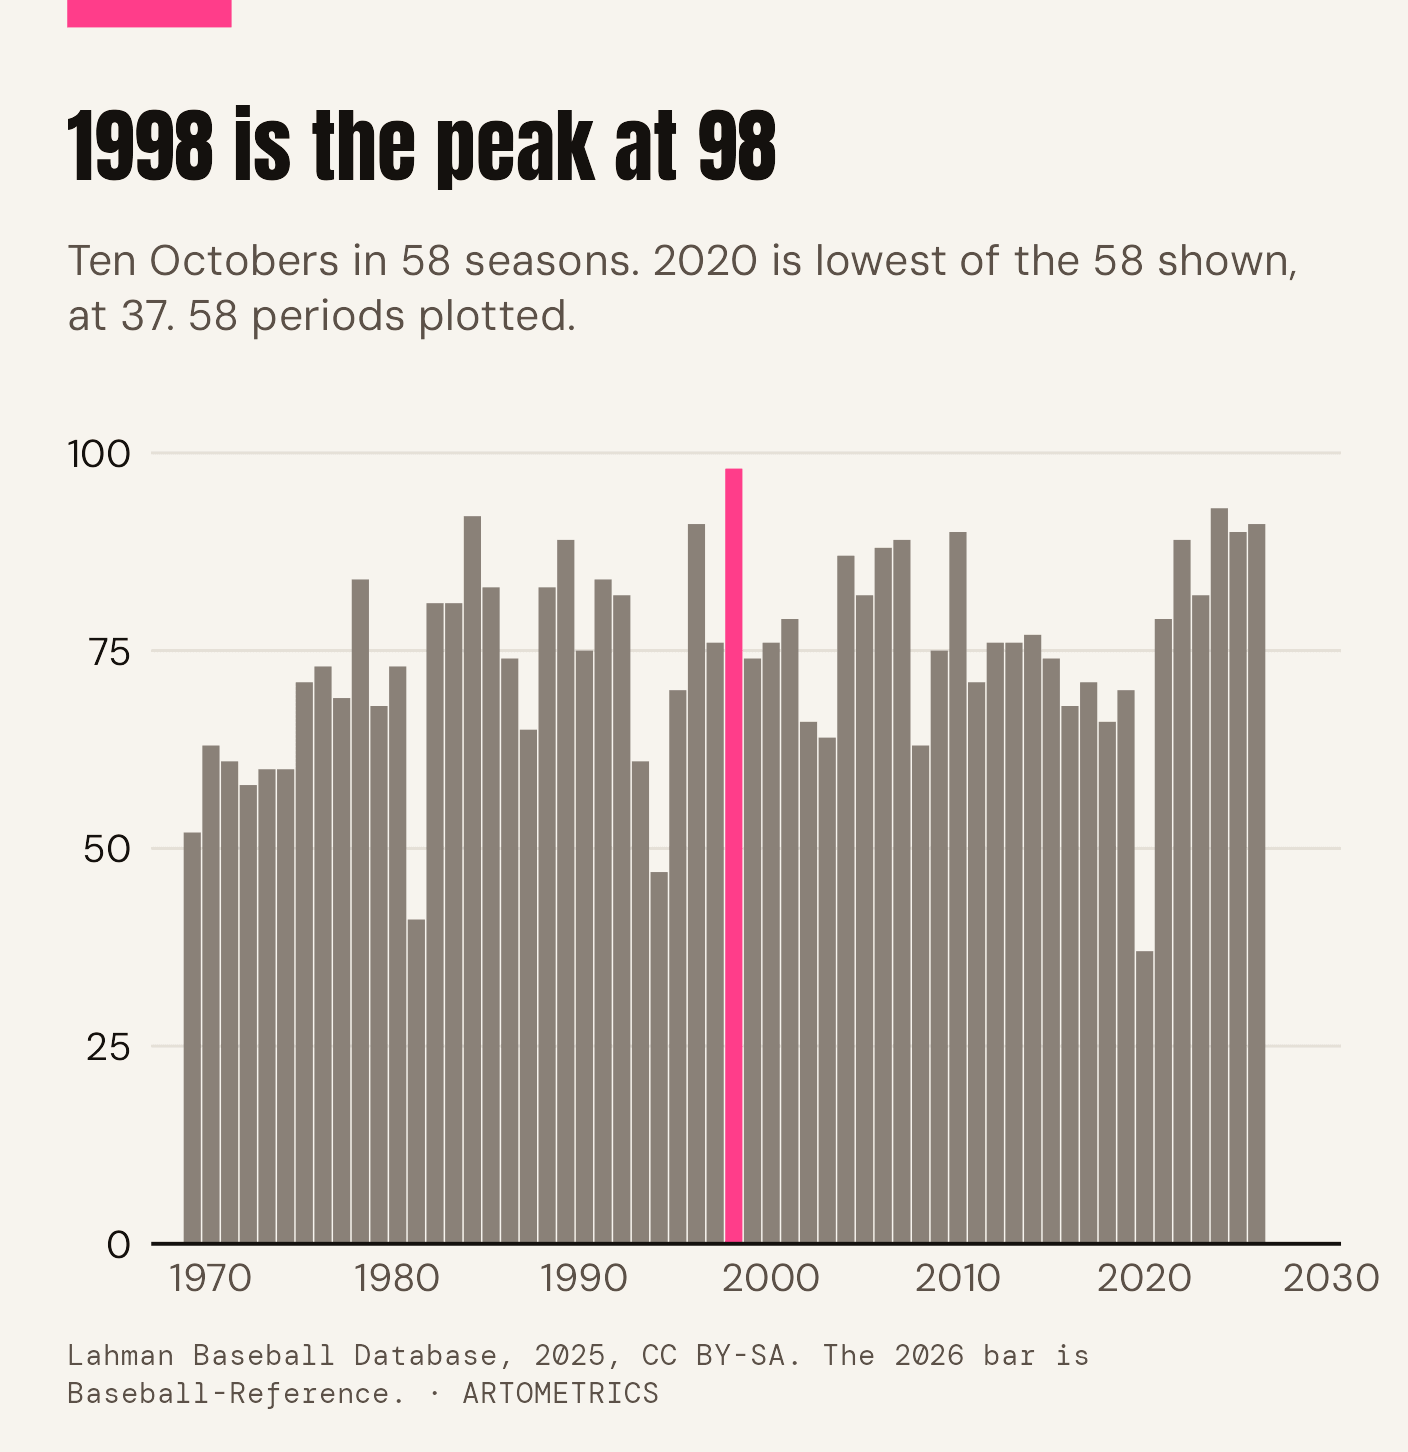 1998 is the peak at 98
Ten Octobers in 58 seasons. 2020 is lowest of the 58 shown,
at 37. 58 periods plotted.
100
75
50
25
0
1970 1980 1990 2000 2010 2020 2030
Lahman Baseball Database, 2025, CC BY-SA. The 2026 bar is
Baseball-Reference. · ARTOMETRICS